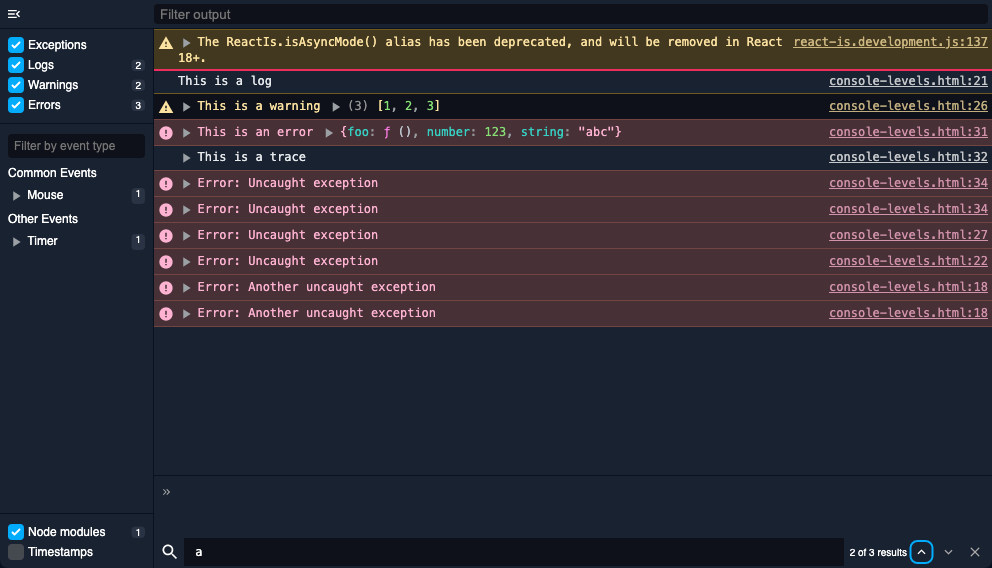 Filter output
Exceptions
Logs 2
Warnings 2
Errors 3
Filter by event type
Common Events
Mouse 1
Other Events
Timer 1
Node modules 1
Timestamps
The ReactIs.isAsyncMode() alias has been deprecated, and will be removed in React react-is.development.js:137
18+.
This is a log console-levels.html:21
This is a warning (3) [1, 2, 3] console-levels.html:26
This is an error {foo: ƒ (), number: 123, string: "abc"} console-levels.html:31
This is a trace console-levels.html:32
Error: Uncaught exception console-levels.html:34
Error: Uncaught exception console-levels.html:34
Error: Uncaught exception console-levels.html:27
Error: Uncaught exception console-levels.html:22
Error: Another uncaught exception console-levels.html:18
Error: Another uncaught exception console-levels.html:18
»
a 2 of 3 results